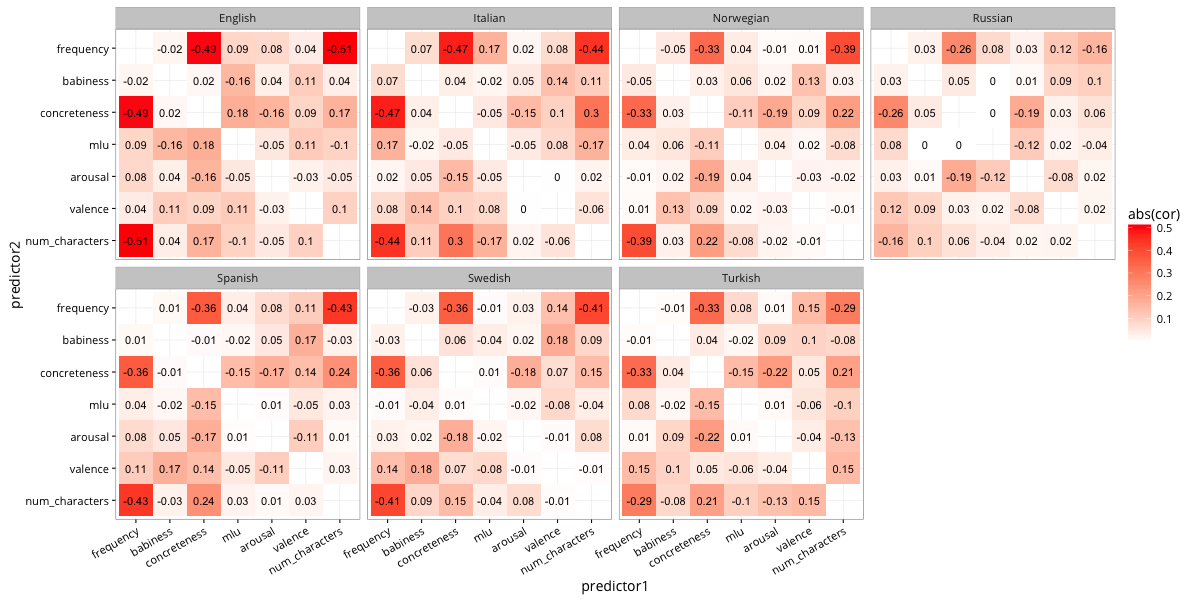 English Italian Norwegian Russian
frequency -0.02 -0.49 0.09 0.08 0.04 -0.51 0.07 -0.47 0.17 0.02 0.08 -0.44 -0.05 -0.33 0.04 -0.01 0.01 -0.39 0.03 -0.26 0.08 0.03 0.12 -0.16
babiness -0.02 0.02 -0.16 0.04 0.11 0.04 0.07 0.04 -0.02 0.05 0.14 0.11 -0.05 0.03 0.06 0.02 0.13 0.03 0.03 0.05 0 0.01 0.09 0.1
concreteness -0.49 0.02 0.18 -0.16 0.09 0.17 -0.47 0.04 -0.05 -0.15 0.1 0.3 -0.33 0.03 -0.11 -0.19 0.09 0.22 -0.26 0.05 0 -0.19 0.03 0.06
mlu 0.09 -0.16 0.18 -0.05 0.11 -0.1 0.17 -0.02 -0.05 -0.05 0.08 -0.17 0.04 0.06 -0.11 0.04 0.02 -0.08 0.08 0 0 -0.12 0.02 -0.04
arousal 0.08 0.04 -0.16 -0.05 -0.03 -0.05 0.02 0.05 -0.15 -0.05 0 0.02 -0.01 0.02 -0.19 0.04 -0.03 -0.02 0.03 0.01 -0.19 -0.12 -0.08 0.02
valence 0.04 0.11 0.09 0.11 -0.03 0.1 0.08 0.14 0.1 0.08 0 -0.06 0.01 0.13 0.09 0.02 -0.03 -0.01 0.12 0.09 0.03 0.02 -0.08 0.02
num_characters -0.51 0.04 0.17 -0.1 -0.05 0.1 -0.44 0.11 0.3 -0.17 0.02 -0.06 -0.39 0.03 0.22 -0.08 -0.02 -0.01 -0.16 0.1 0.06 -0.04 0.02 0.02
Spanish Swedish Turkish
frequency 0.01 -0.36 0.04 0.08 0.11 -0.43 -0.03 -0.36 -0.01 0.03 0.14 -0.41 -0.01 -0.33 0.08 0.01 0.15 -0.29
babiness 0.01 -0.01 -0.02 0.05 0.17 -0.03 -0.03 0.06 -0.04 0.02 0.18 0.09 -0.01 0.04 -0.02 0.09 0.1 -0.08
concreteness -0.36 -0.01 -0.15 -0.17 0.14 0.24 -0.36 0.06 0.01 -0.18 0.07 0.15 -0.33 0.04 -0.15 -0.22 0.05 0.21
mlu 0.04 -0.02 -0.15 0.01 -0.05 0.03 -0.01 -0.04 0.01 -0.02 -0.08 -0.04 0.08 -0.02 -0.15 0.01 -0.06 -0.1
arousal 0.08 0.05 -0.17 0.01 -0.11 0.01 0.03 0.02 -0.18 -0.02 -0.01 0.08 0.01 0.09 -0.22 0.01 -0.04 -0.13
valence 0.11 0.17 0.14 -0.05 -0.11 0.03 0.14 0.18 0.07 -0.08 -0.01 -0.01 0.15 0.1 0.05 -0.06 -0.04 0.15
num_characters -0.43 -0.03 0.24 0.03 0.01 0.03 -0.41 0.09 0.15 -0.04 0.08 -0.01 -0.29 -0.08 0.21 -0.1 -0.13 0.15
frequency babiness concreteness mlu arousal valence num_characters frequency babiness concreteness mlu arousal valence num_characters frequency babiness concreteness mlu arousal valence num_characters
predictor1
predictor2
abs(cor)
0.5
0.4
0.3
0.2
0.1